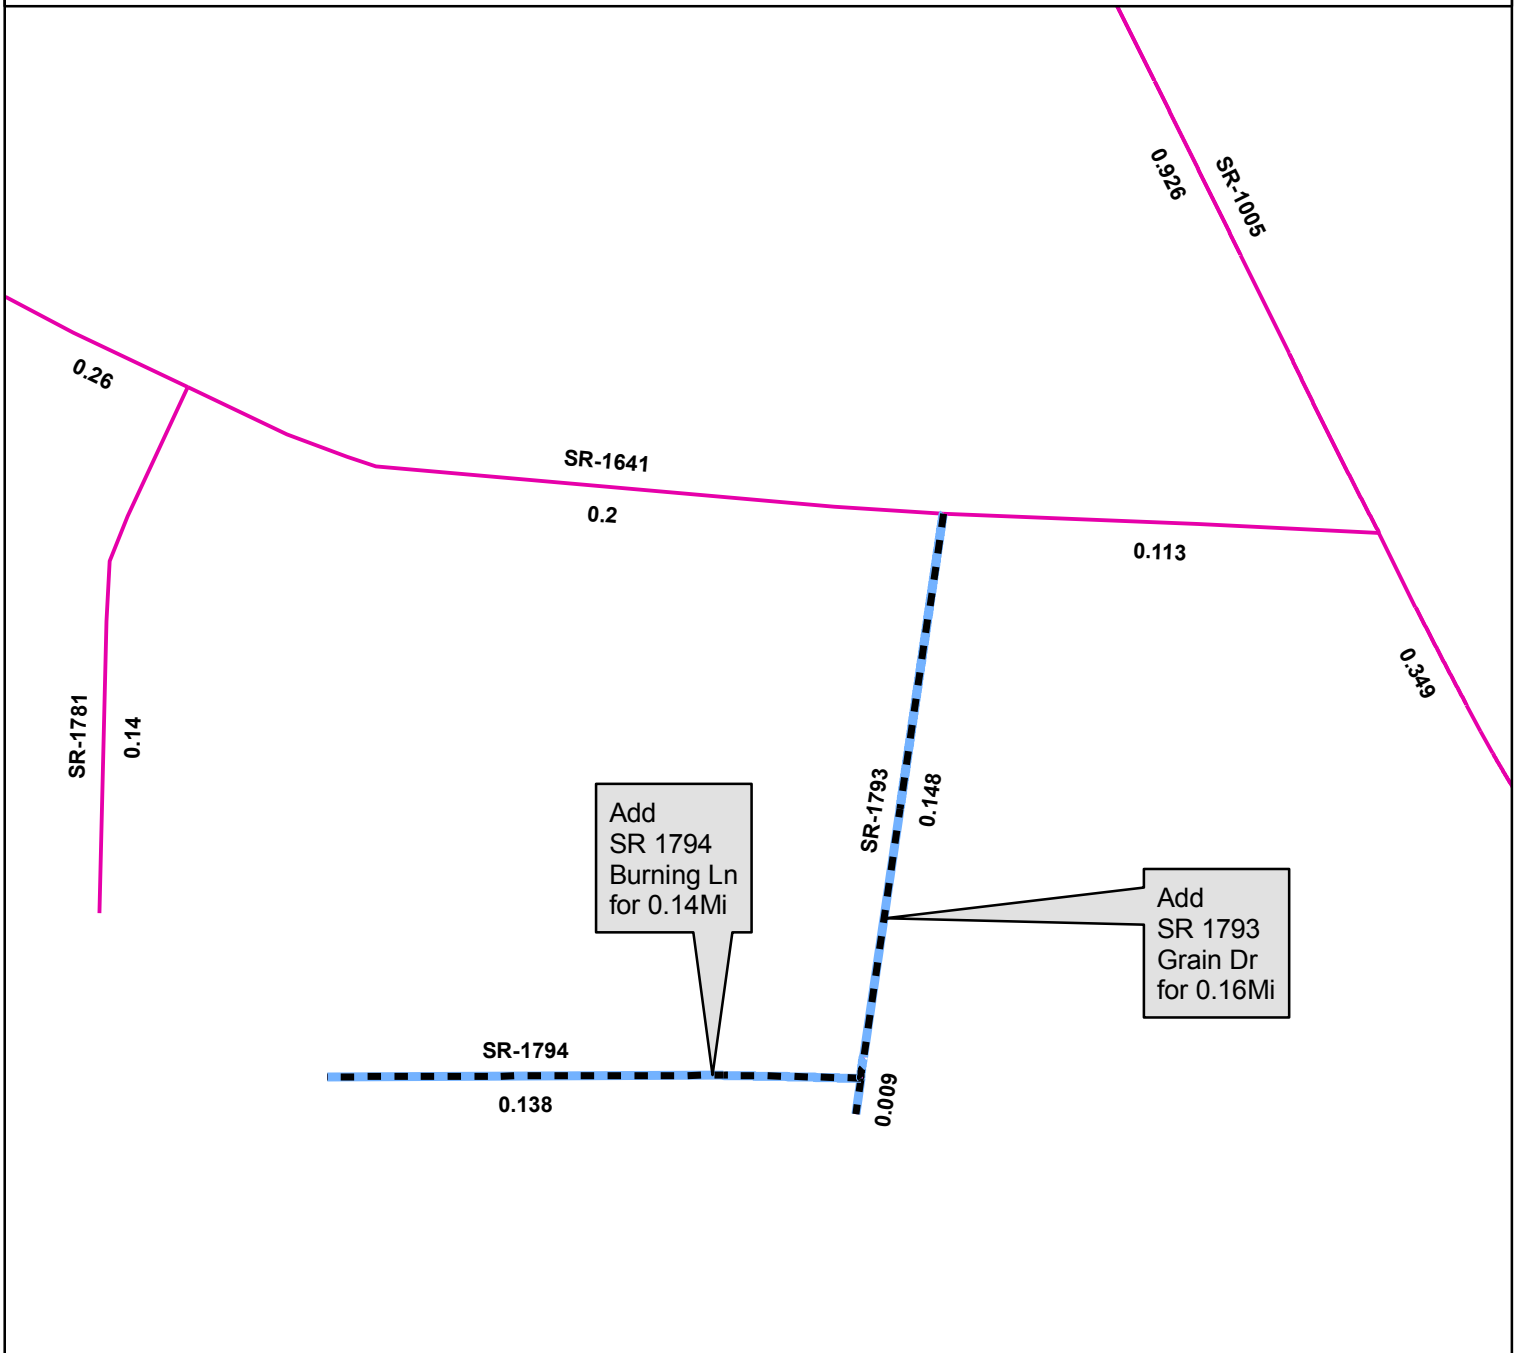 0.926
SR-1005
0.26
SR-1641
0.2
0.113
0.349
SR-1781
0.14
SR-1793
0.148
Add
SR 1794
Burning Ln
for 0.14Mi
Add
SR 1793
Grain Dr
for 0.16Mi
SR-1794
0.138
0.009